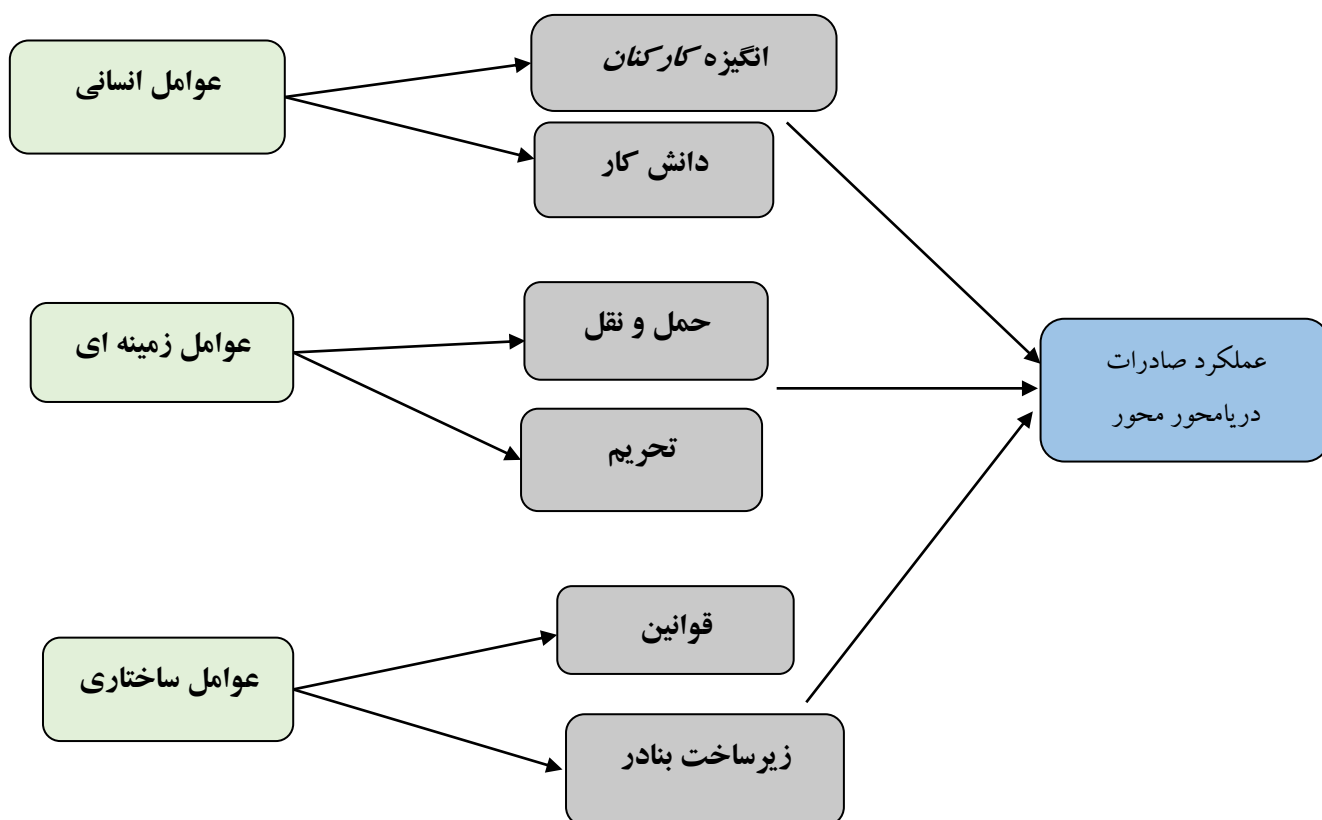 عوامل انسانی
انگیزه کارکنان
دانش کار
عوامل زمینه ای
حمل و نقل
تحریم
عوامل ساختاری
قوانین
زیرساخت بنادر
عملکرد صادرات
دریامحور محور